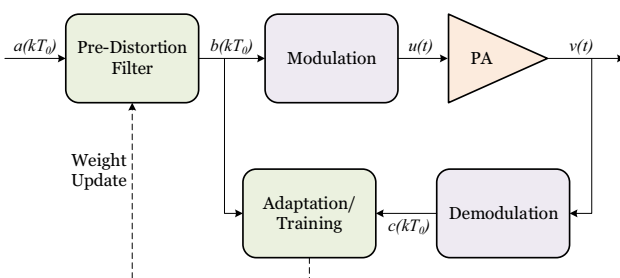 a(kT₀)
Pre-Distortion
Filter
b(kT₀)
Modulation
u(t)
PA
v(t)
Weight
Update
Adaptation/
Training
c(kT₀)
Demodulation